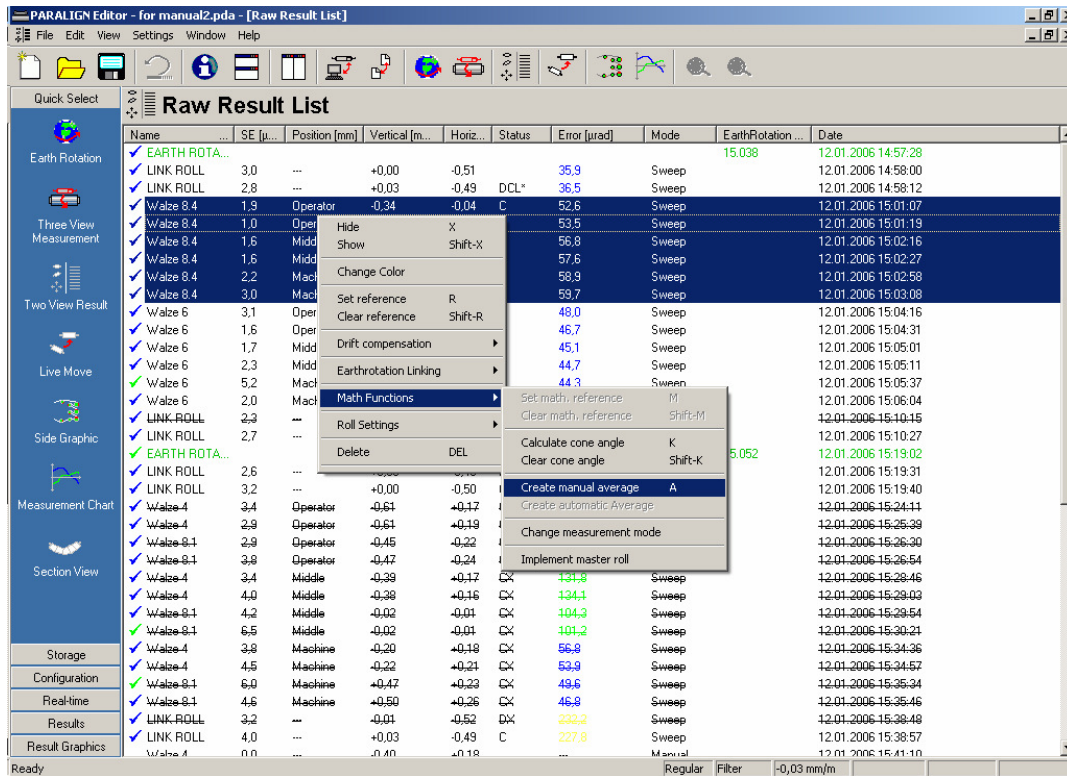 PARALIGN Editor - for manual2.pda - [Raw Result List]
File Edit View Settings Window Help
Quick Select
Earth Rotation
Three View
Measurement
Two View Result
Live Move
Side Graphic
Measurement Chart
Section View
Storage
Configuration
Real-time
Results
Result Graphics
Raw Result List
Name ... SE [µ... Position [mm] Vertical [m... Horiz... Status Error [µrad] Mode EarthRotation ... Date
EARTH ROTA... 15.038 12.01.2006 14:57:28
LINK ROLL 3,0 --- +0,00 -0,51 35,9 Sweep 12.01.2006 14:58:00
LINK ROLL 2,8 --- +0,03 -0,49 DCL* 36,5 Sweep 12.01.2006 14:58:12
Walze 8.4 1,9 Operator -0,34 -0,04 C 52,6 Sweep 12.01.2006 15:01:07
Walze 8.4 1,0 Oper 53,5 Sweep 12.01.2006 15:01:19
Walze 8.4 1,6 Midd 56,8 Sweep 12.01.2006 15:02:16
Walze 8.4 1,6 Midd 57,6 Sweep 12.01.2006 15:02:27
Walze 8.4 2,2 Mach 58,9 Sweep 12.01.2006 15:02:58
Walze 8.4 3,0 Mach 59,7 Sweep 12.01.2006 15:03:08
Walze 6 3,1 Oper 48,0 Sweep 12.01.2006 15:04:16
Walze 6 1,6 Oper 46,7 Sweep 12.01.2006 15:04:31
Walze 6 1,7 Midd 45,1 Sweep 12.01.2006 15:05:01
Walze 6 2,3 Midd 44,7 Sweep 12.01.2006 15:05:11
Walze 6 5,2 Mach 44,3 Sweep 12.01.2006 15:05:37
Walze 6 2,0 Mach 12.01.2006 15:06:04
LINK ROLL 2,3 --- 12.01.2006 15:10:15
LINK ROLL 2,7 --- 12.01.2006 15:10:27
EARTH ROTA... 5.052 12.01.2006 15:19:02
LINK ROLL 2,6 --- 12.01.2006 15:19:31
LINK ROLL 3,2 --- +0,00 -0,50 12.01.2006 15:19:40
Walze 4 3,4 Operator -0,61 +0,17 12.01.2006 15:24:11
Walze 4 2,9 Operator -0,61 +0,19 12.01.2006 15:25:39
Walze 8.1 2,9 Operator -0,45 -0,22 12.01.2006 15:26:30
Walze 8.1 3,8 Operator -0,47 -0,24 12.01.2006 15:26:54
Walze 4 3,4 Middle -0,39 +0,17 CX 131,8 Sweep 12.01.2006 15:28:46
Walze 4 4,0 Middle -0,38 +0,16 CX 134,1 Sweep 12.01.2006 15:29:03
Walze 8.1 4,2 Middle -0,02 -0,01 CX 104,3 Sweep 12.01.2006 15:29:54
Walze 8.1 6,5 Middle -0,02 -0,01 CX 101,2 Sweep 12.01.2006 15:30:21
Walze 4 3,8 Machine -0,20 +0,18 CX 56,8 Sweep 12.01.2006 15:34:36
Walze 4 4,5 Machine -0,22 +0,21 CX 53,9 Sweep 12.01.2006 15:34:57
Walze 8.1 6,0 Machine +0,47 +0,23 CX 49,6 Sweep 12.01.2006 15:35:34
Walze 8.1 4,6 Machine +0,50 +0,26 CX 46,8 Sweep 12.01.2006 15:35:46
LINK ROLL 3,2 --- -0,01 -0,52 DX Sweep 12.01.2006 15:38:48
LINK ROLL 4,0 --- +0,03 -0,49 C 227,8 Sweep 12.01.2006 15:38:57
Walze 4 0,0 --- -0,40 +0,18 --- Manual 12.01.2006 15:41:10
Hide X
Show Shift-X
Change Color
Set reference R
Clear reference Shift-R
Drift compensation
Earthrotation Linking
Math Functions
Roll Settings
Delete DEL
Set math. reference M
Clear math. reference Shift-M
Calculate cone angle K
Clear cone angle Shift-K
Create manual average A
Create automatic Average
Change measurement mode
Implement master roll
Ready Regular Filter -0,03 mm/m